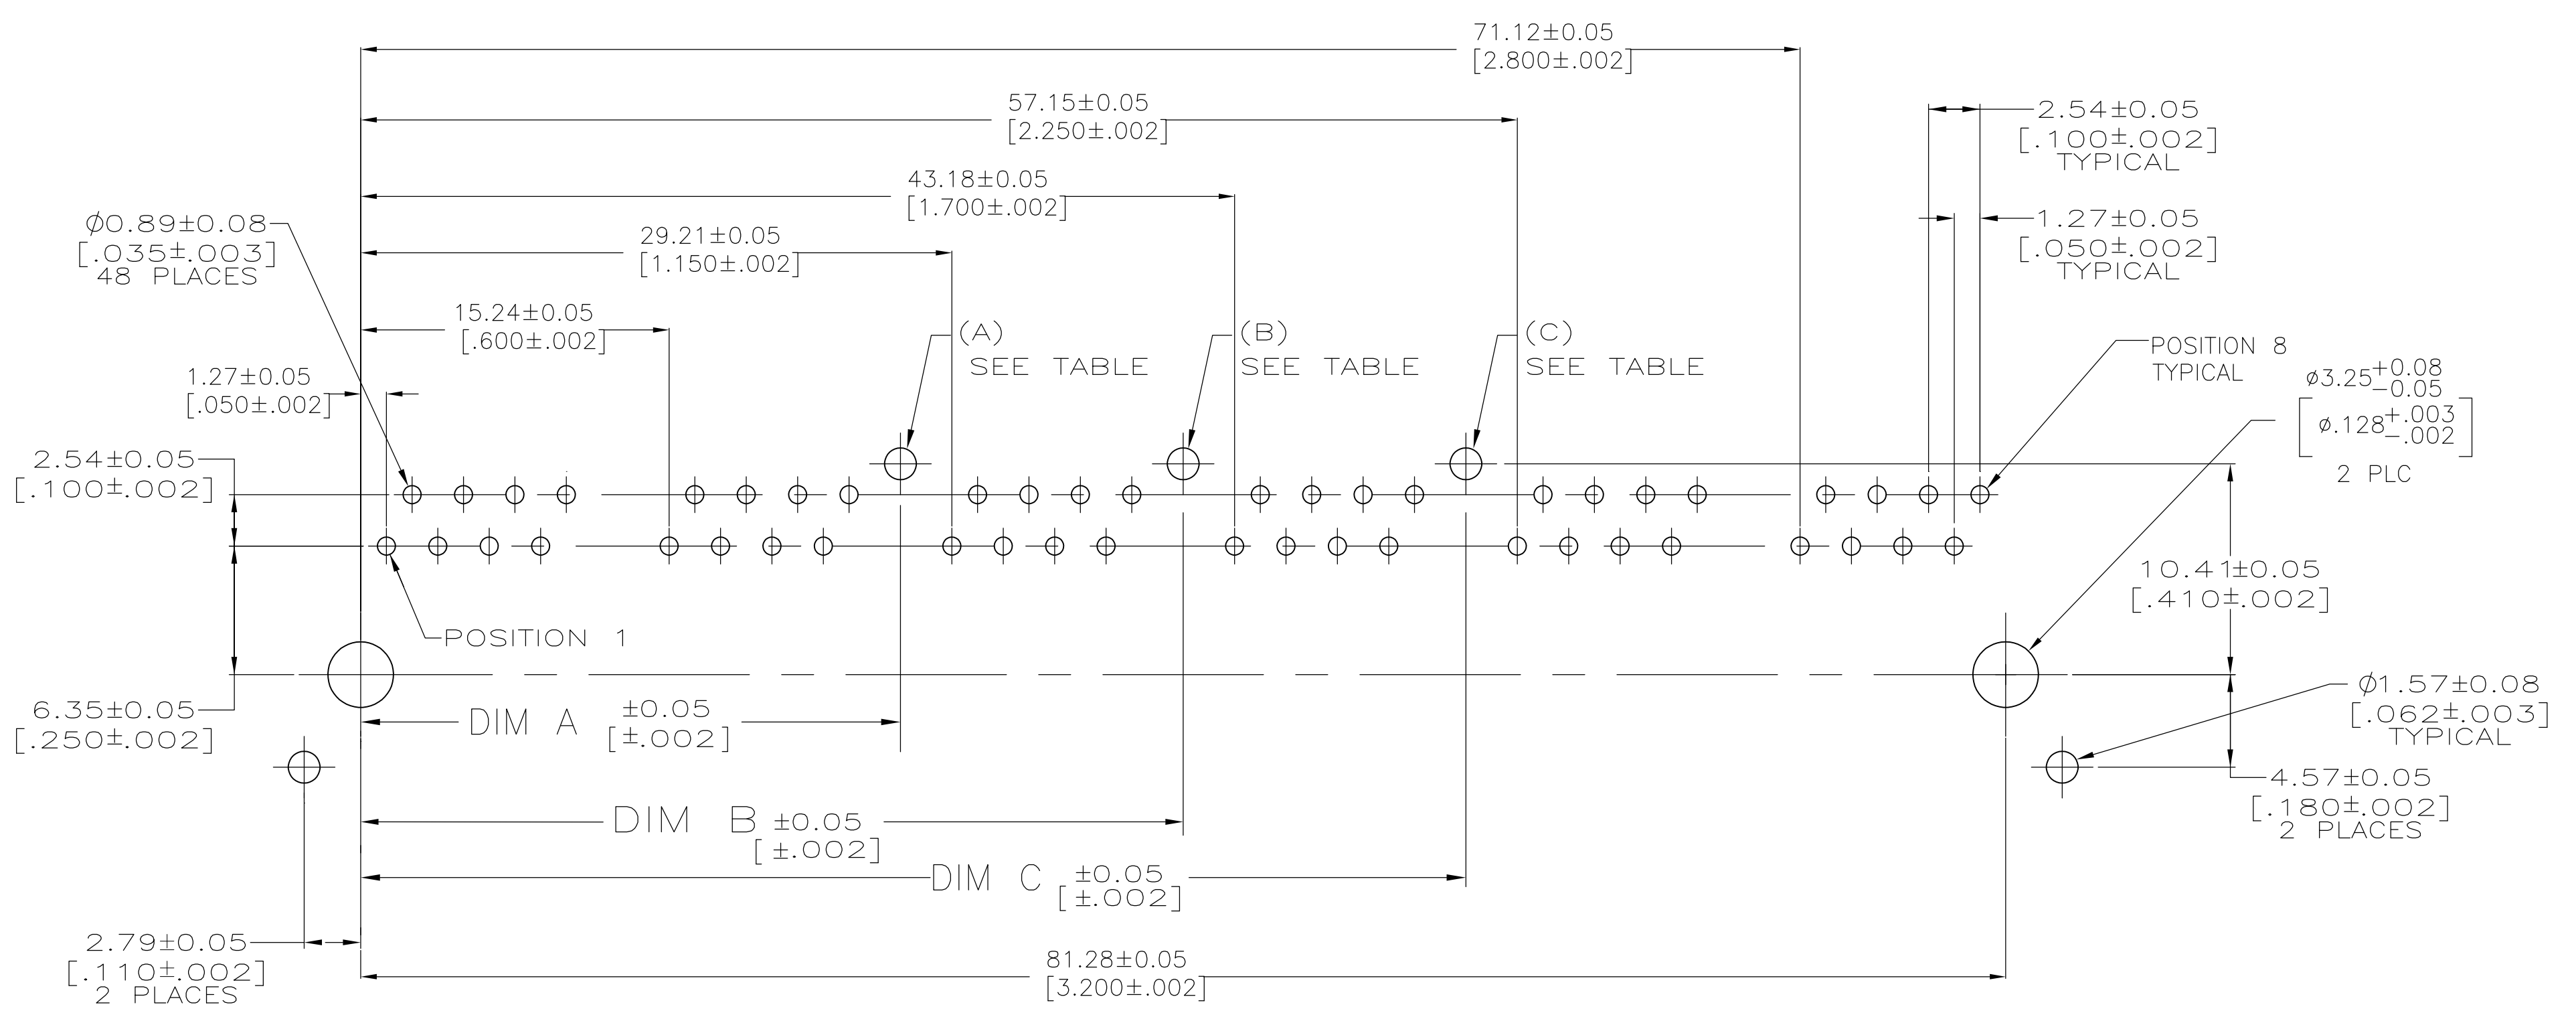 71.12±0.05
[2.800±.002]
57.15±0.05
[2.250±.002]
2.54±0.05
[.100±.002]
TYPICAL
43.18±0.05
[1.700±.002]
Ø0.89±0.08
[.035±.003]
48 PLACES
1.27±0.05
[.050±.002]
TYPICAL
29.21±0.05
[1.150±.002]
15.24±0.05
[.600±.002]
(A)
SEE TABLE
(B)
SEE TABLE
(C)
SEE TABLE
POSITION 8
TYPICAL
1.27±0.05
[.050±.002]
ø3.25+0.08
−0.05
[ø.128+.003
−.002]
2 PLC
2.54±0.05
[.100±.002]
10.41±0.05
[.410±.002]
POSITION 1
6.35±0.05
[.250±.002]
DIM A ±0.05
[±.002]
Ø1.57±0.08
[.062±.003]
TYPICAL
4.57±0.05
[.180±.002]
2 PLACES
DIM B ±0.05
[±.002]
DIM C ±0.05
[±.002]
2.79±0.05
[.110±.002]
2 PLACES
81.28±0.05
[3.200±.002]